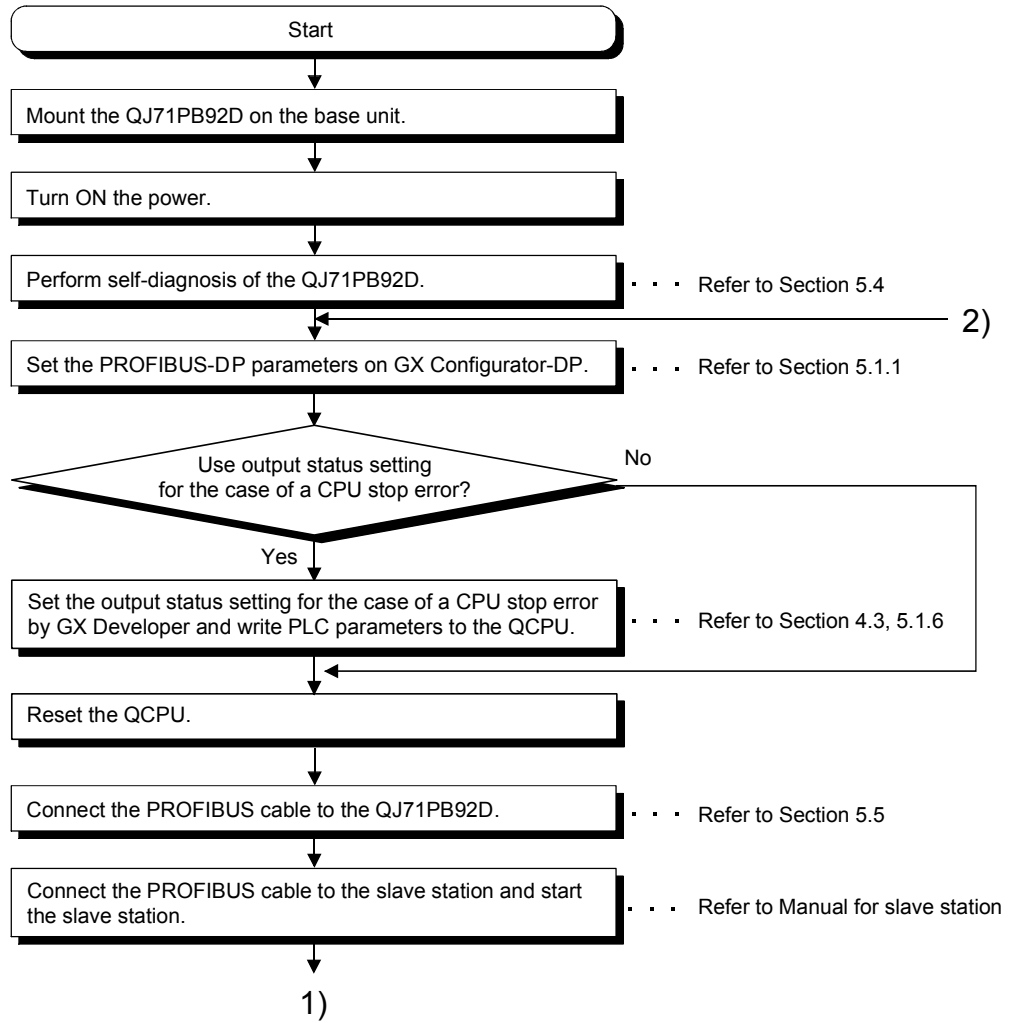 Start
Mount the QJ71PB92D on the base unit.
Turn ON the power.
Perform self-diagnosis of the QJ71PB92D.
Refer to Section 5.4
2)
Set the PROFIBUS-DP parameters on GX Configurator-DP.
Refer to Section 5.1.1
Use output status setting
for the case of a CPU stop error?
No
Yes
Set the output status setting for the case of a CPU stop error
by GX Developer and write PLC parameters to the QCPU.
Refer to Section 4.3, 5.1.6
Reset the QCPU.
Connect the PROFIBUS cable to the QJ71PB92D.
Refer to Section 5.5
Connect the PROFIBUS cable to the slave station and start
the slave station.
Refer to Manual for slave station
1)